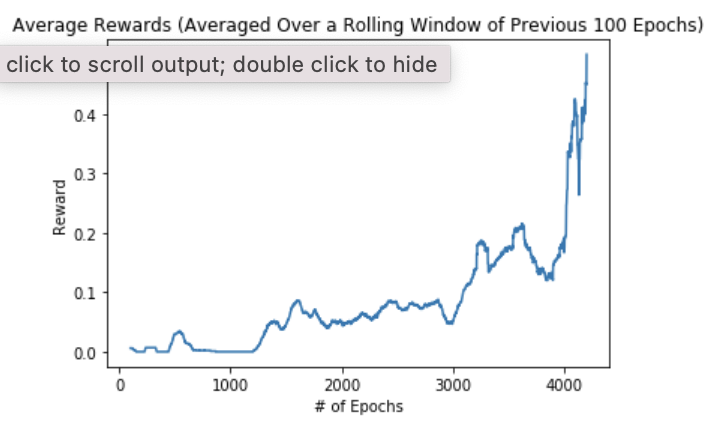 Average Rewards (Averaged Over a Rolling Window of Previous 100 Epochs)
click to scroll output; double click to hide
0.4
0.3
0.2
0.1
0.0
Reward
0 1000 2000 3000 4000
# of Epochs